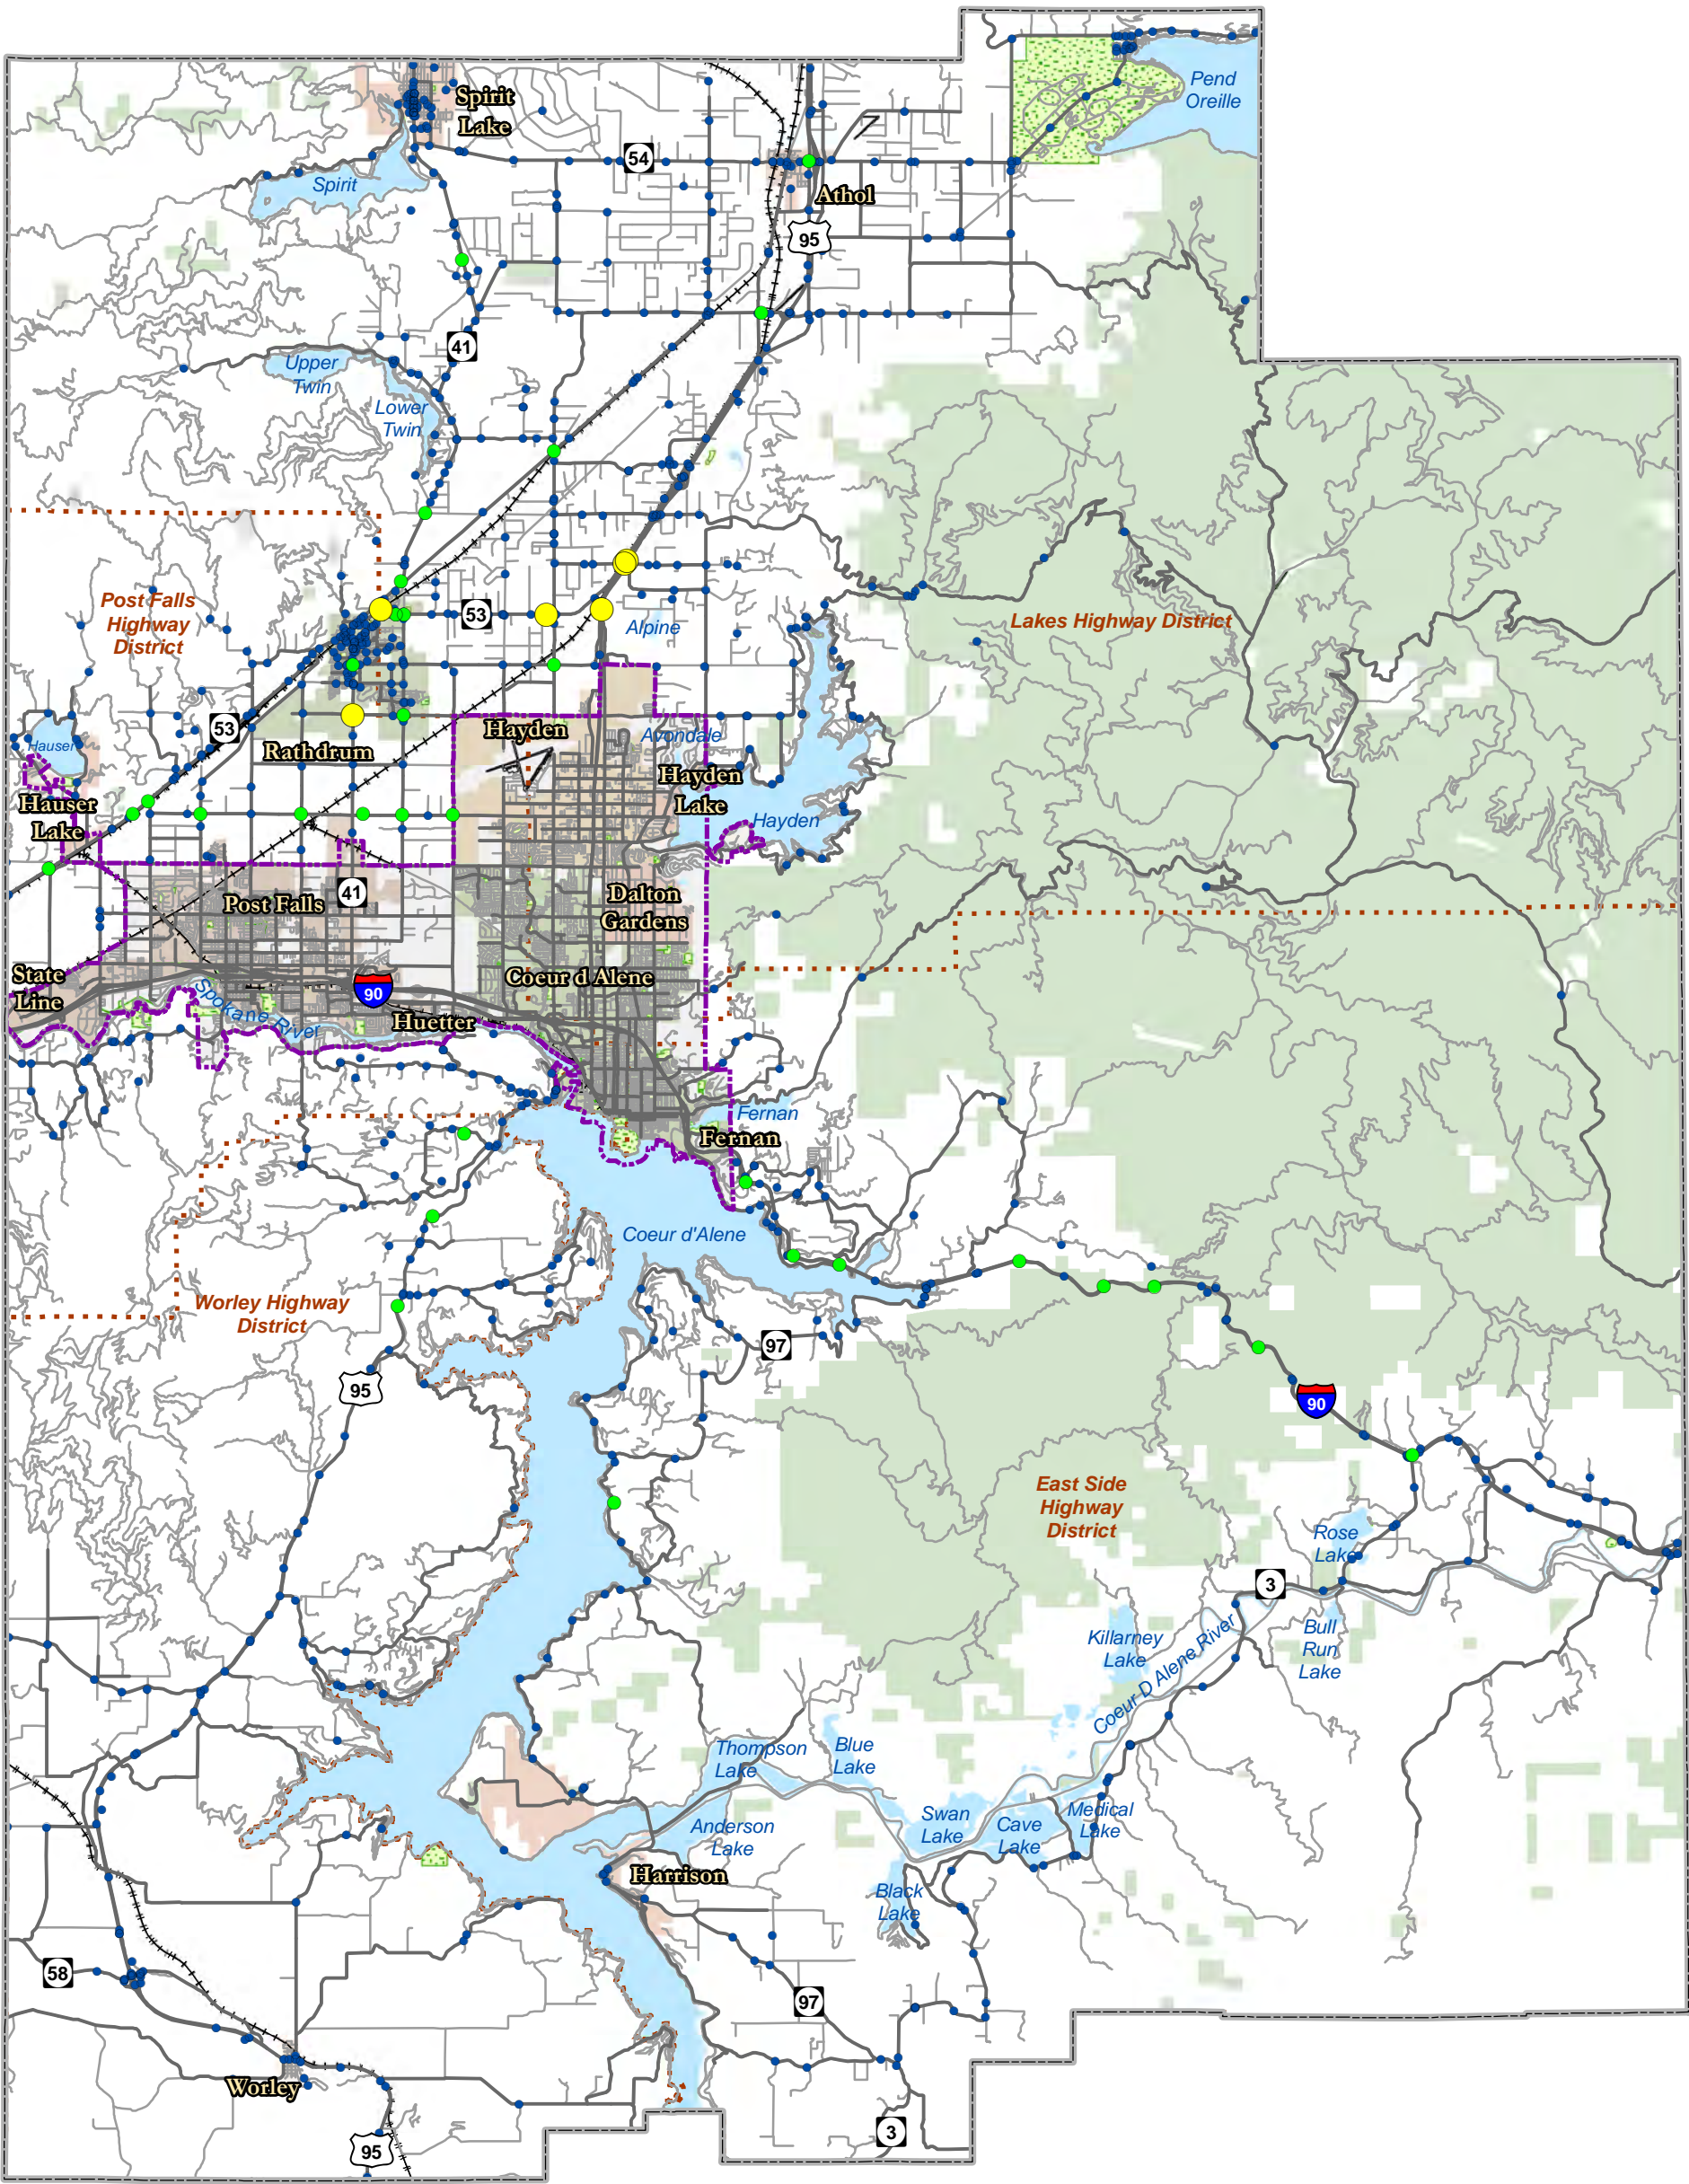 Pend
Oreille
Spirit
Lake
54
Spirit
Athol
95
41
Upper
Twin
Lower
Twin
Post Falls
Highway
District
53
Alpine
Lakes Highway District
53
Hayden
Avondale
Rathdrum
Hauser
Hayden
Lake
Hauser
Lake
Hayden
41
Post Falls
Dalton
Gardens
State
Line
Coeur d Alene
90
Spokane River
Huetter
Fernan
Fernan
Coeur d'Alene
Worley Highway
District
97
95
90
East Side
Highway
District
Rose
Lake
3
Killarney
Lake
Bull
Run
Lake
Coeur D Alene River
Thompson
Lake
Blue
Lake
Anderson
Lake
Swan
Lake
Cave
Lake
Medical
Lake
Harrison
Black
Lake
58
97
Worley
3
95